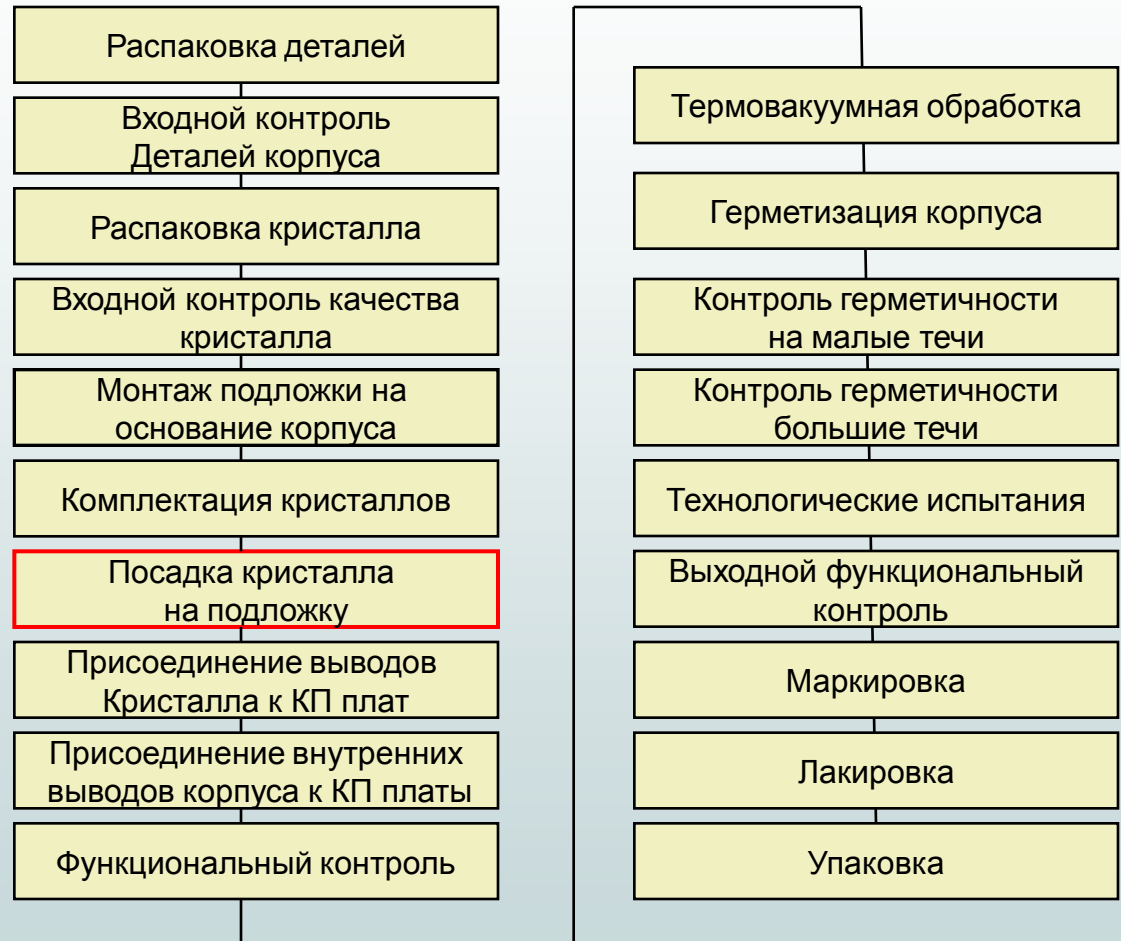 Распаковка деталей
Входной контроль
Деталей корпуса
Распаковка кристалла
Входной контроль качества
кристалла
Монтаж подложки на
основание корпуса
Комплектация кристаллов
Посадка кристалла
на подложку
Присоединение выводов
Кристалла к КП плат
Присоединение внутренних
выводов корпуса к КП платы
Функциональный контроль
Термовакуумная обработка
Герметизация корпуса
Контроль герметичности
на малые течи
Контроль герметичности
большие течи
Технологические испытания
Выходной функциональный
контроль
Маркировка
Лакировка
Упаковка